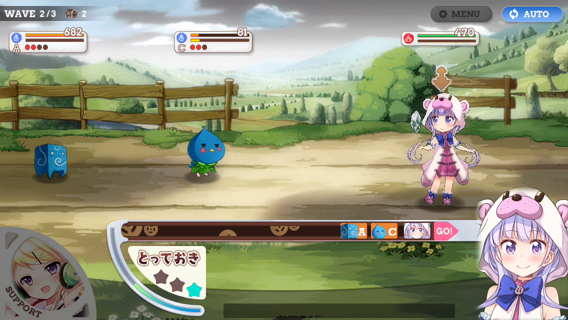 WAVE 2/3 2
MENU
AUTO
682
A
81
C
470
A C GO!
とっておき
SUPPORT